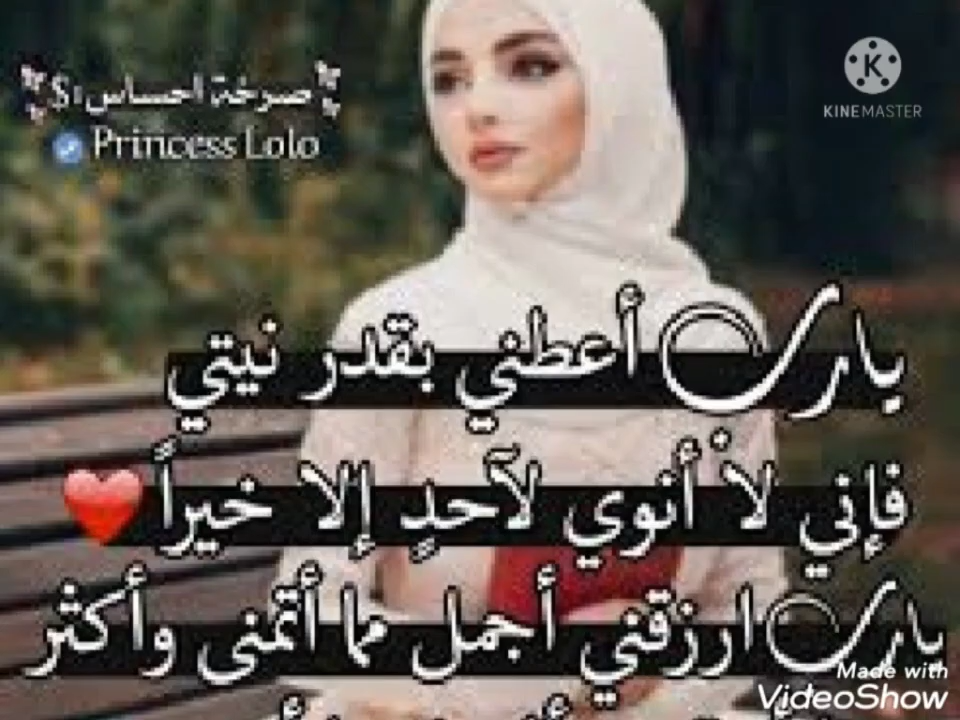 صرخة احساس$
Princess Lolo
KINEMASTER
يارب أعطني بقدر نيتي
فإني لا أنوي لآحدٍ إلا خيراً❤
يارب ارزقني أجمل مما أتمنى وأكثر
Made with
VideoShow